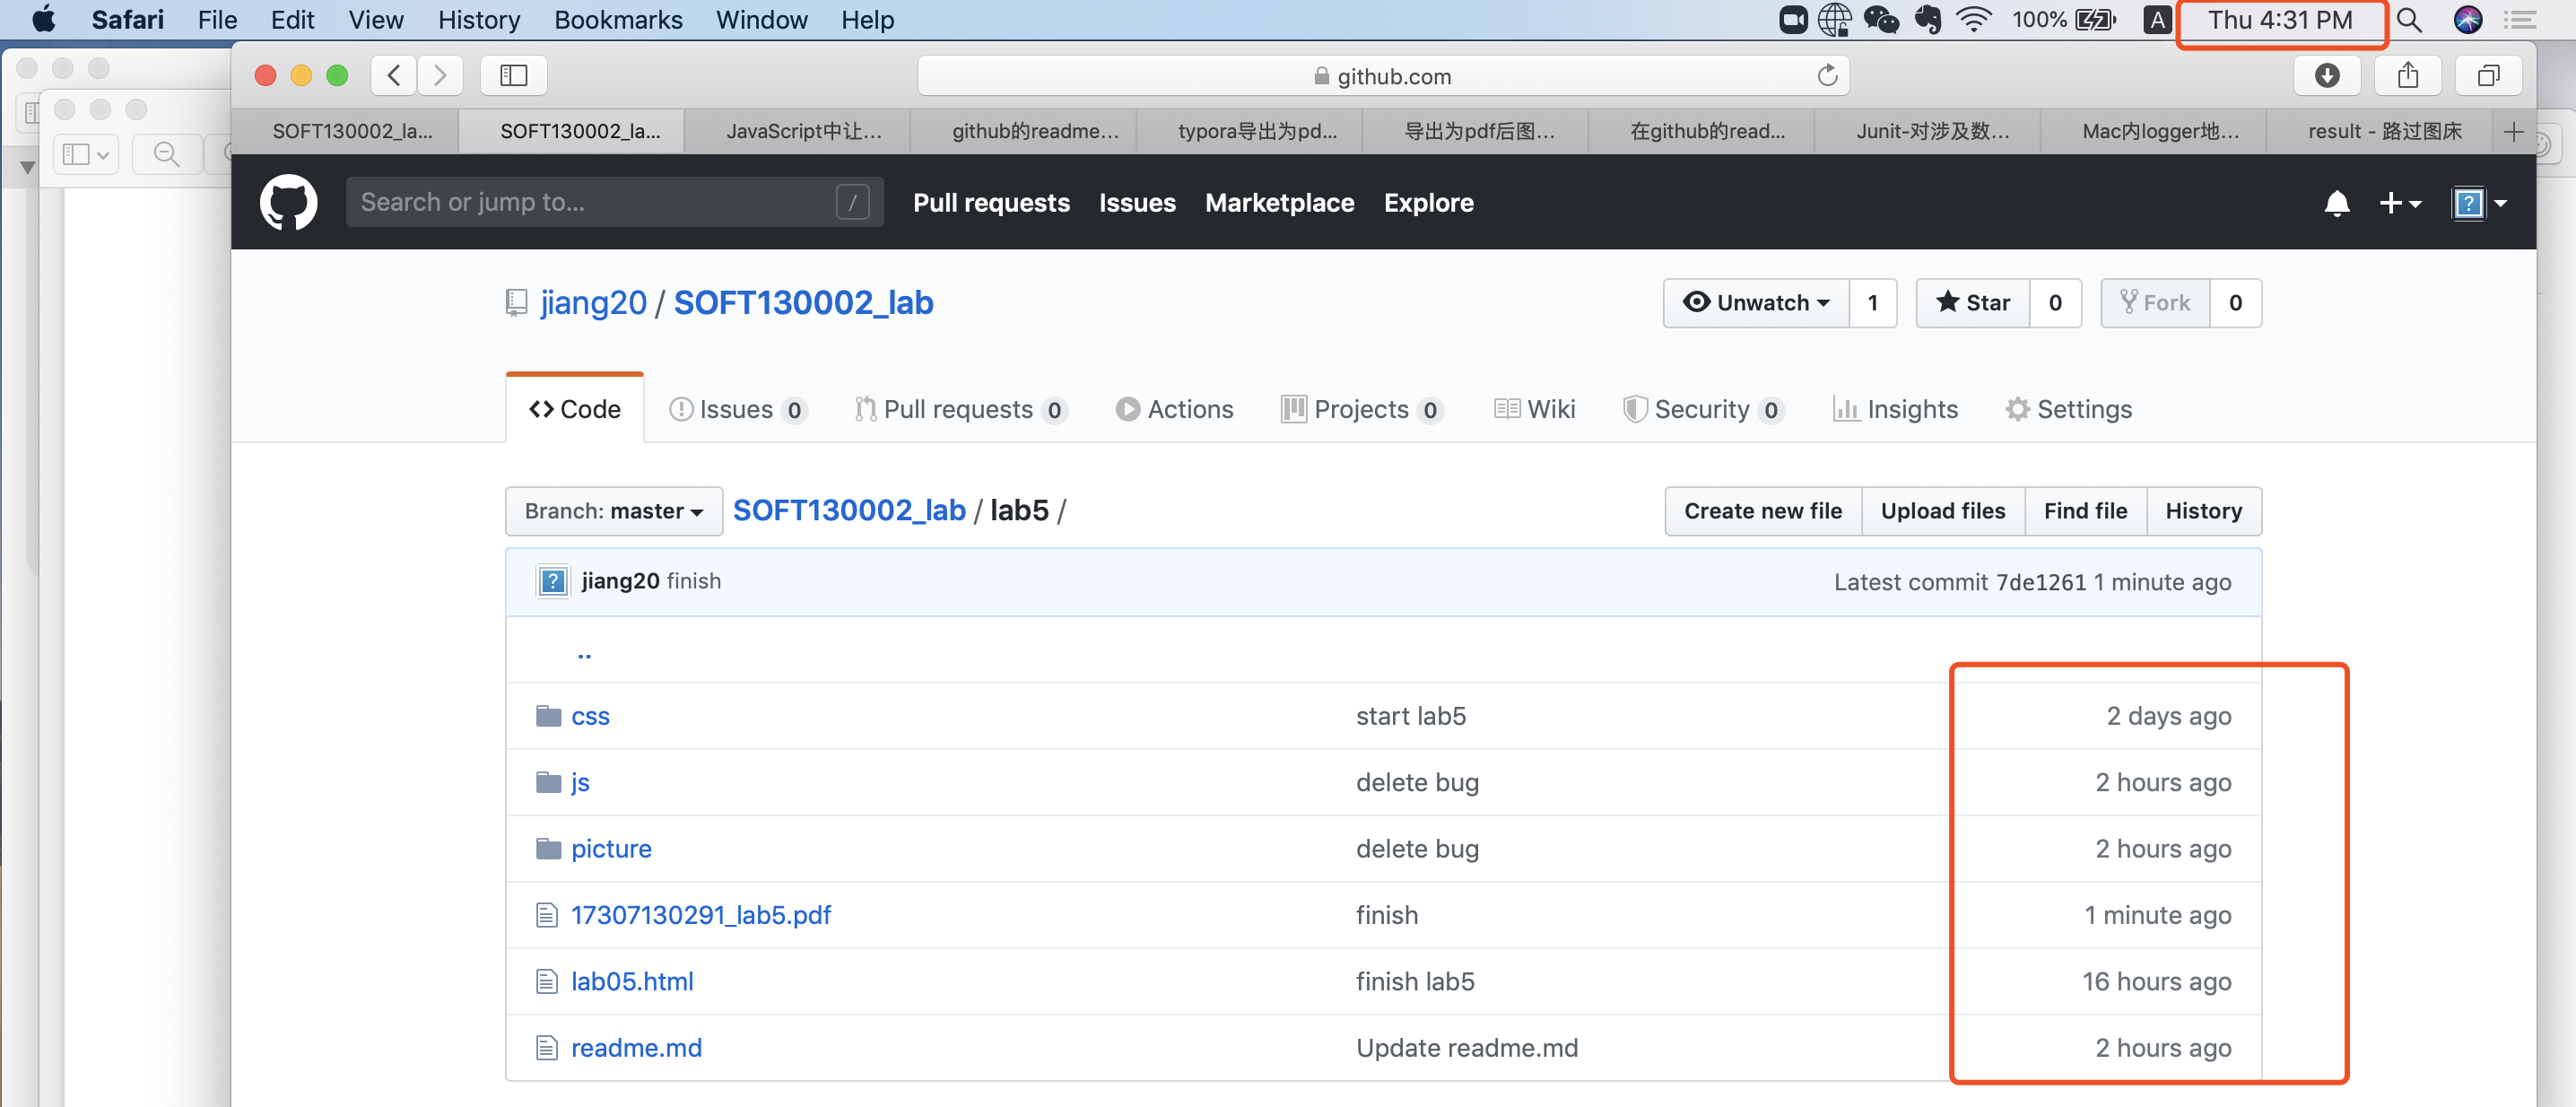 Safari File Edit View History Bookmarks Window Help 100% A Thu 4:31 PM
github.com
SOFT130002_la... SOFT130002_la... JavaScript中让... github的readme... typora导出为pd... 导出为pdf后图... 在github的read... Junit-对涉及数... Mac内logger地... result - 路过图床 +
Search or jump to... / Pull requests Issues Marketplace Explore
jiang20 / SOFT130002_lab Unwatch 1 Star 0 Fork 0
Code Issues 0 Pull requests 0 Actions Projects 0 Wiki Security 0 Insights Settings
Branch: master SOFT130002_lab / lab5 / Create new file Upload files Find file History
jiang20 finish Latest commit 7de1261 1 minute ago
..
css start lab5 2 days ago
js delete bug 2 hours ago
picture delete bug 2 hours ago
17307130291_lab5.pdf finish 1 minute ago
lab05.html finish lab5 16 hours ago
readme.md Update readme.md 2 hours ago